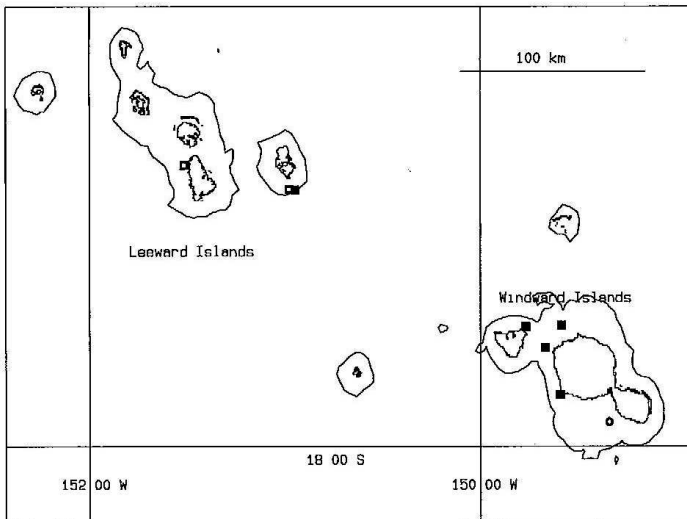 100 km
Leeward Islands
Windward Islands
18 00 S
152 00 W
150 00 W